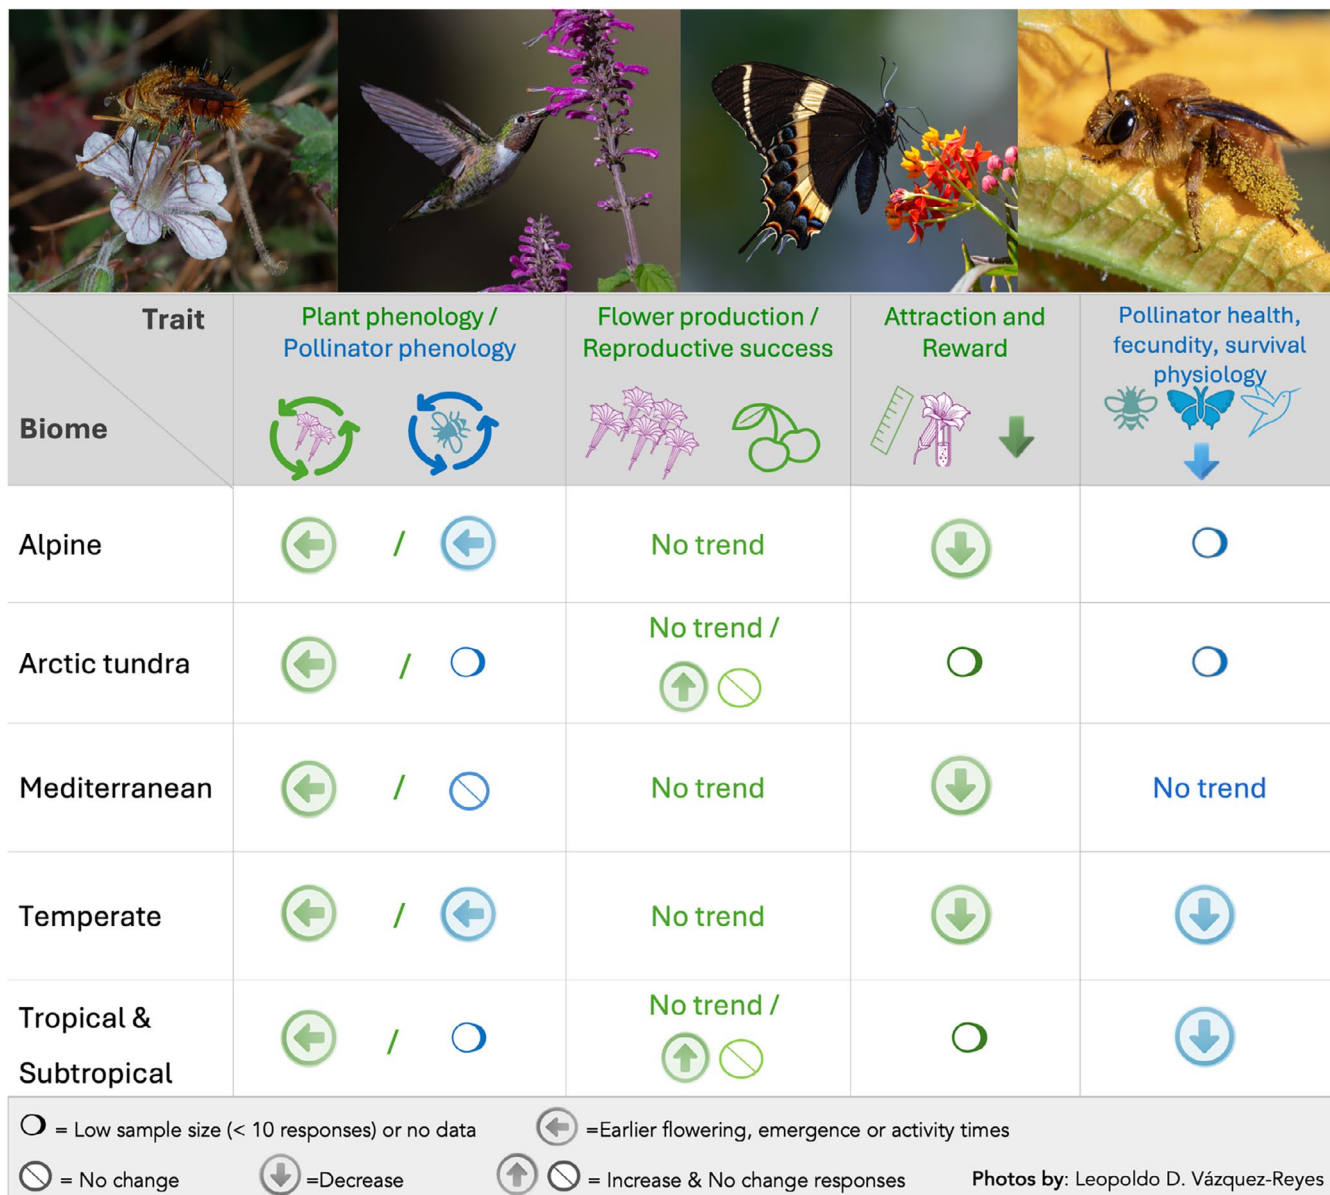 Trait
Biome
Plant phenology /
Pollinator phenology
Flower production /
Reproductive success
Attraction and
Reward
Pollinator health,
fecundity, survival
physiology
Alpine
/
No trend
Arctic tundra
/
No trend /
Mediterranean
/
No trend
No trend
Temperate
/
No trend
Tropical &
Subtropical
/
No trend /
= Low sample size (< 10 responses) or no data
=Earlier flowering, emergence or activity times
= No change
=Decrease
= Increase & No change responses
Photos by: Leopoldo D. Vázquez-Reyes